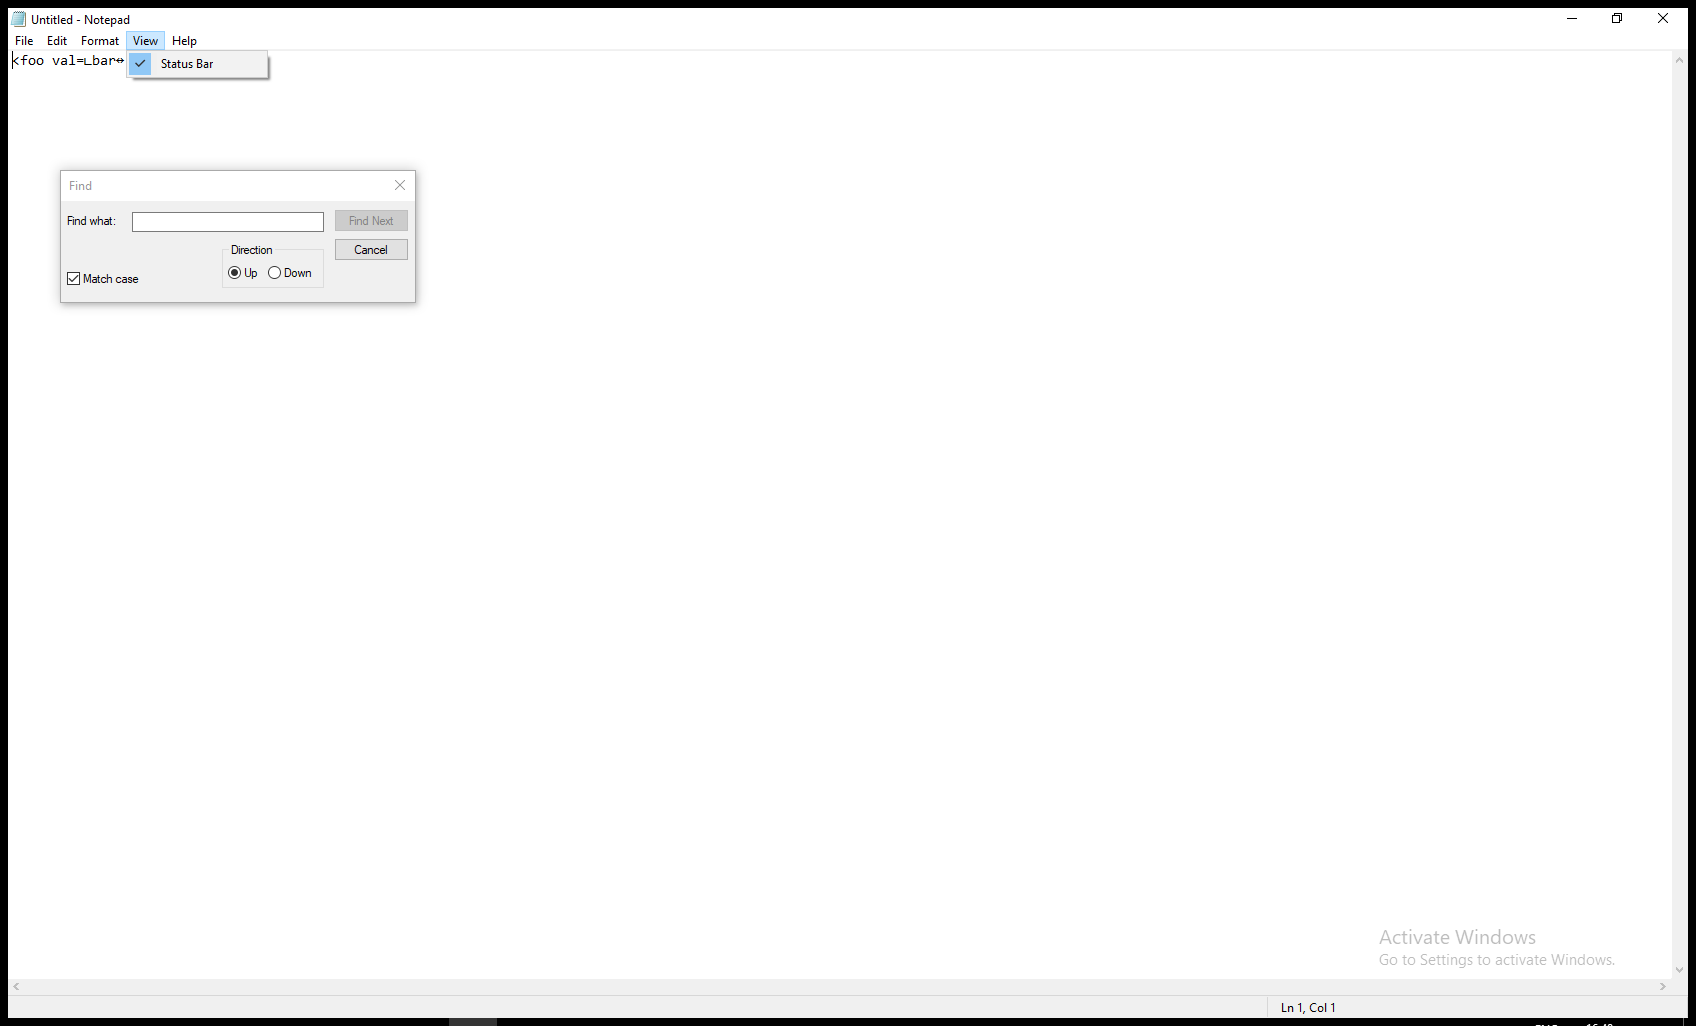 Untitled - Notepad
File Edit Format View Help
<foo val=∟bar↔
Status Bar
Find
Find what:
Find Next
Direction
Cancel
Up Down
Match case
Activate Windows
Go to Settings to activate Windows.
Ln 1, Col 1